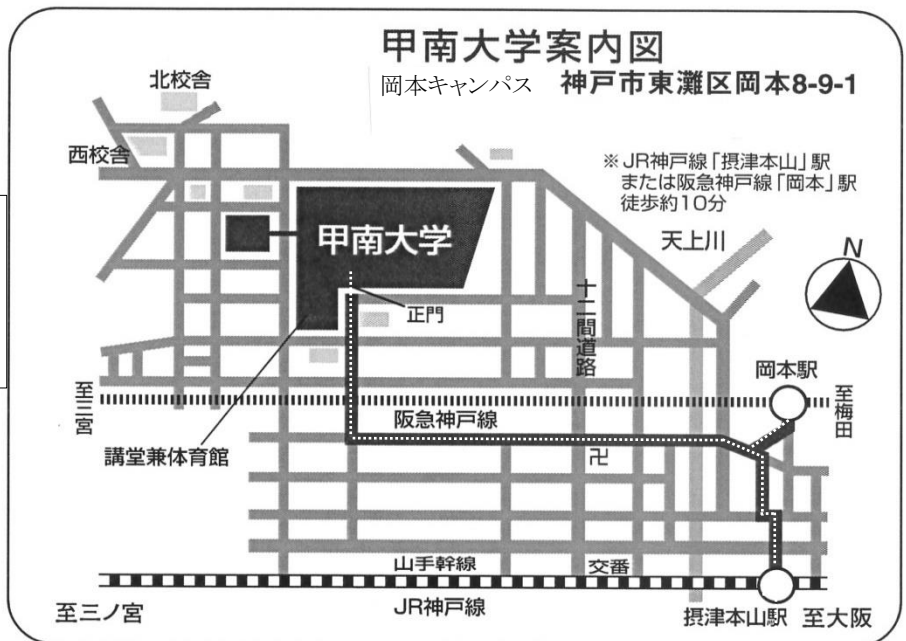 甲南大学案内図
岡本キャンパス 神戸市東灘区岡本8-9-1
北校舎
西校舎
※JR神戸線「摂津本山」駅
または阪急神戸線「岡本」駅
徒歩約10分
天上川
N
甲南大学
正門
十二間道路
岡本駅
至三宮
至梅田
阪急神戸線
講堂兼体育館
卍
山手幹線
交番
JR神戸線
至三ノ宮
摂津本山駅
至大阪